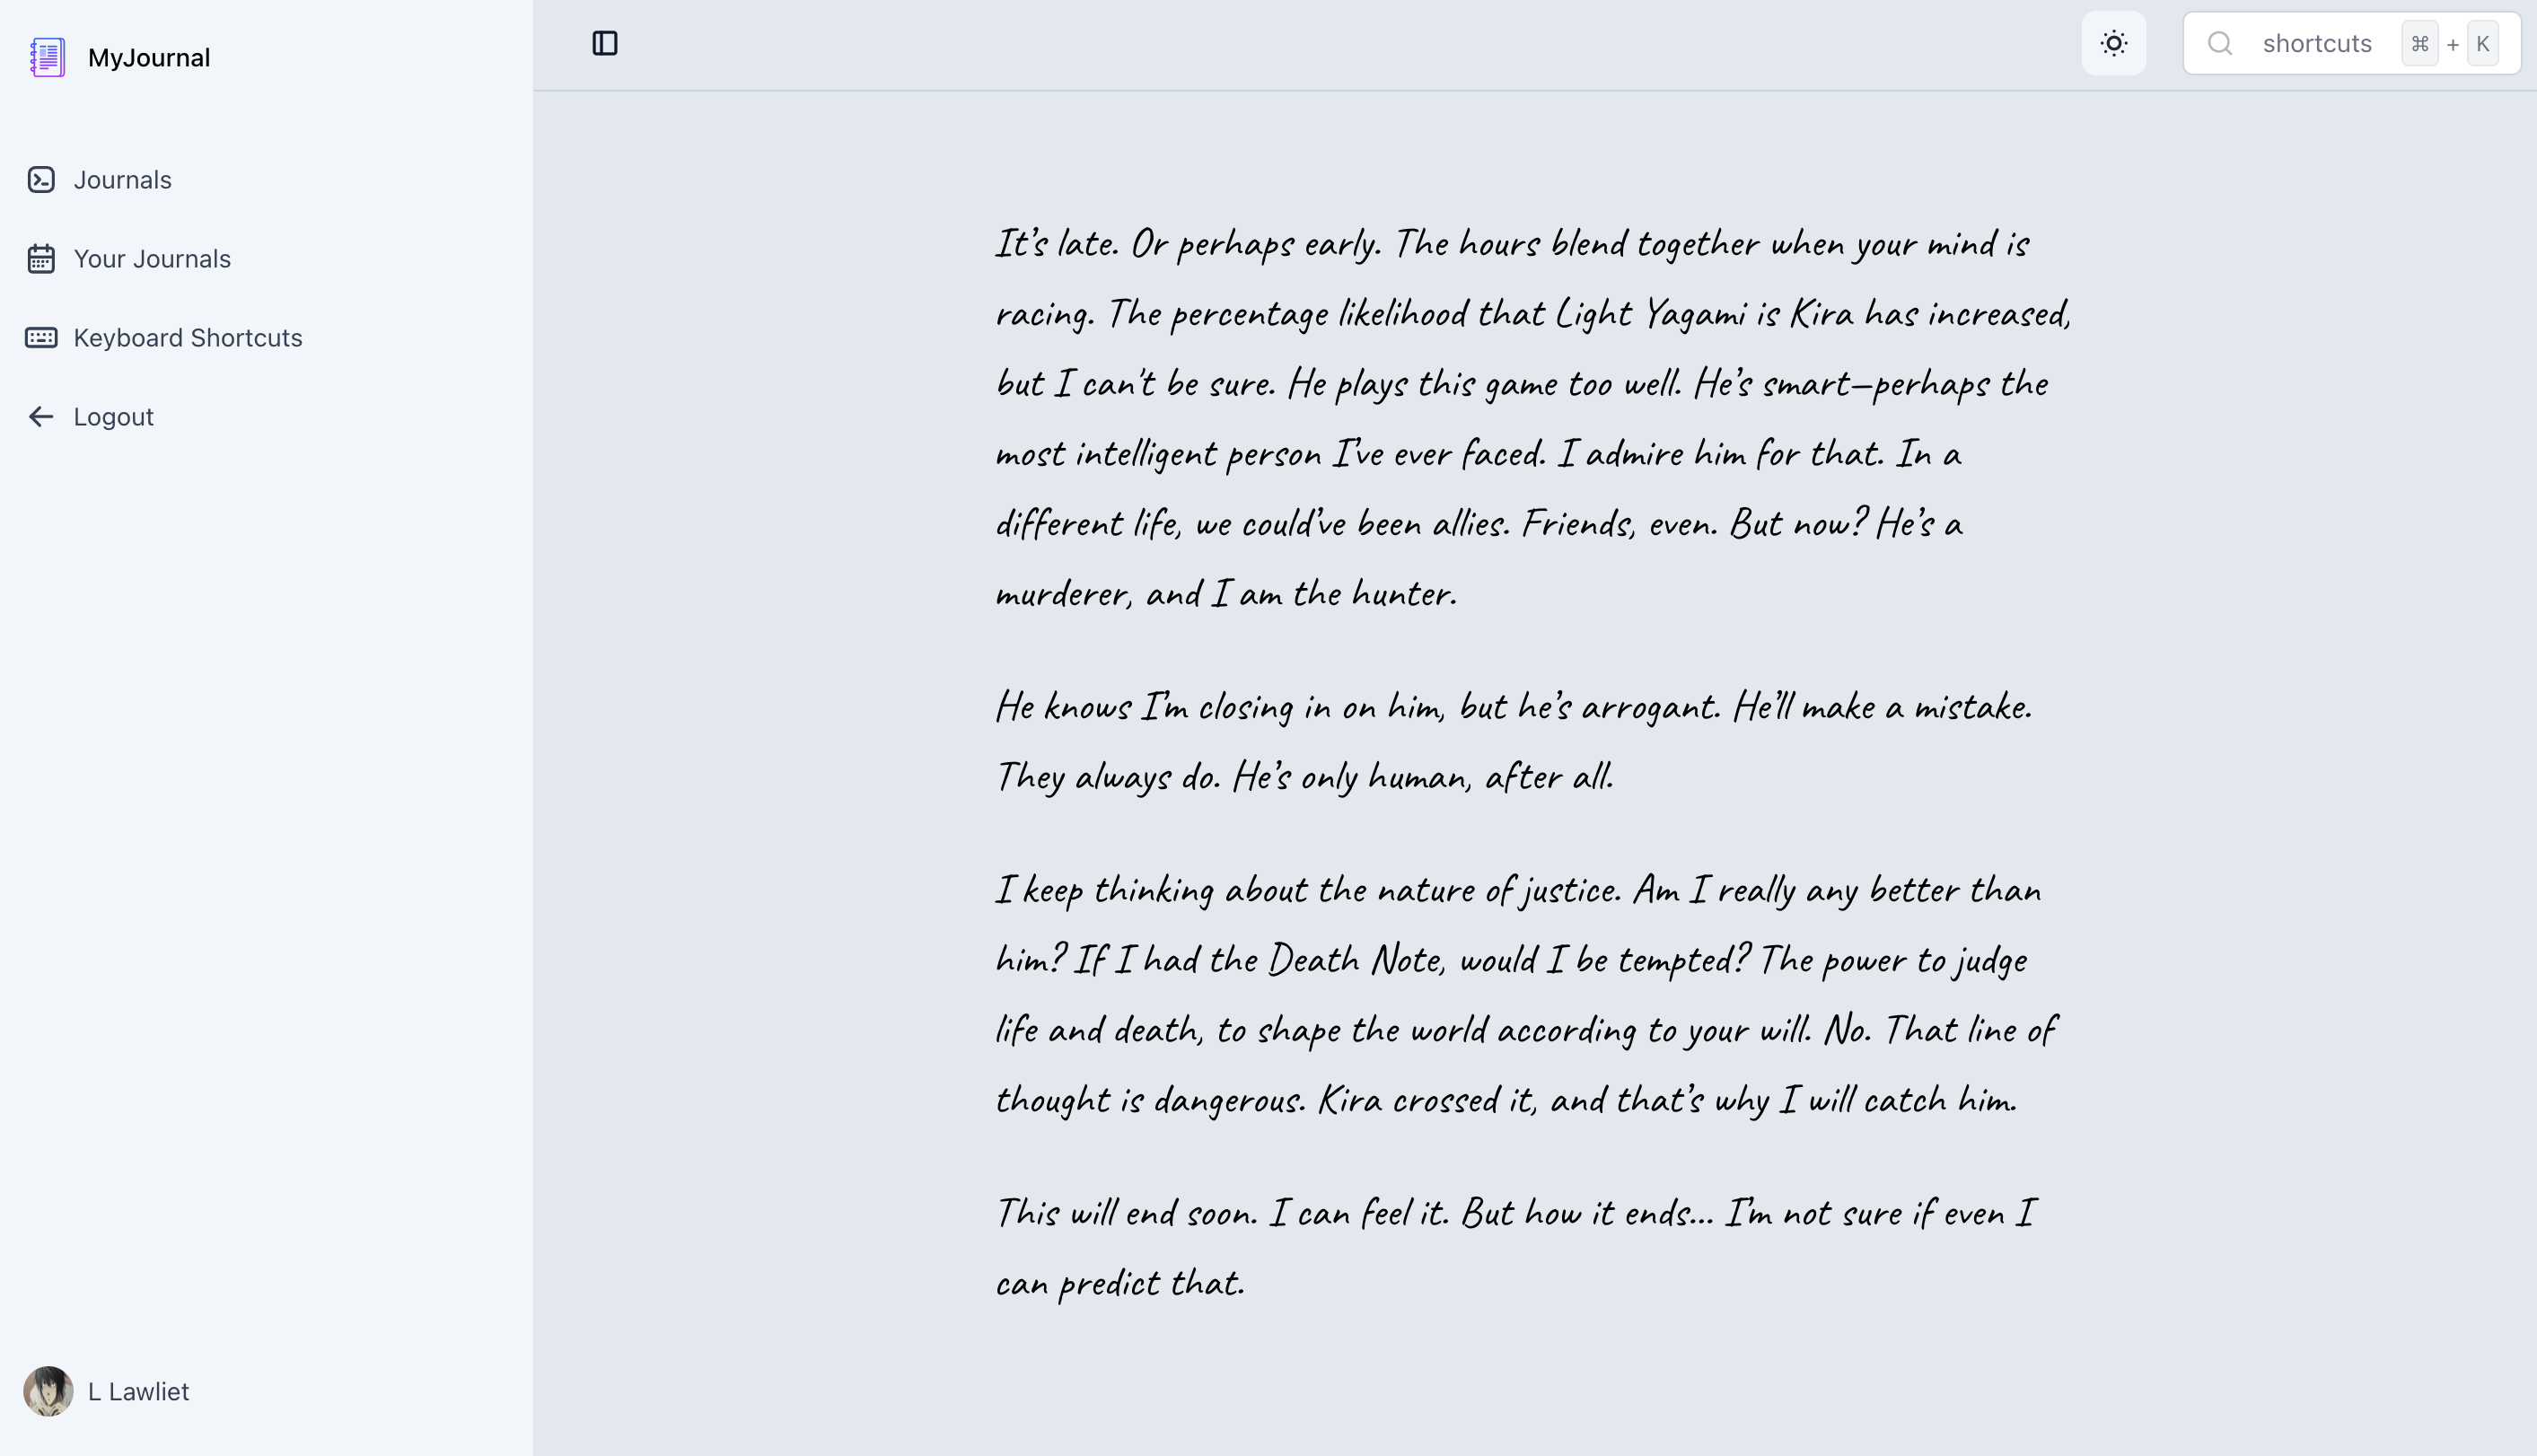 MyJournal
Journals
Your Journals
Keyboard Shortcuts
Logout
L Lawliet
shortcuts ⌘ + K
It’s late. Or perhaps early. The hours blend together when your mind is
racing. The percentage likelihood that Light Yagami is Kira has increased,
but I can't be sure. He plays this game too well. He’s smart—perhaps the
most intelligent person I’ve ever faced. I admire him for that. In a
different life, we could’ve been allies. Friends, even. But now? He’s a
murderer, and I am the hunter.
He knows I’m closing in on him, but he’s arrogant. He’ll make a mistake.
They always do. He’s only human, after all.
I keep thinking about the nature of justice. Am I really any better than
him? If I had the Death Note, would I be tempted? The power to judge
life and death, to shape the world according to your will. No. That line of
thought is dangerous. Kira crossed it, and that’s why I will catch him.
This will end soon. I can feel it. But how it ends... I’m not sure if even I
can predict that.